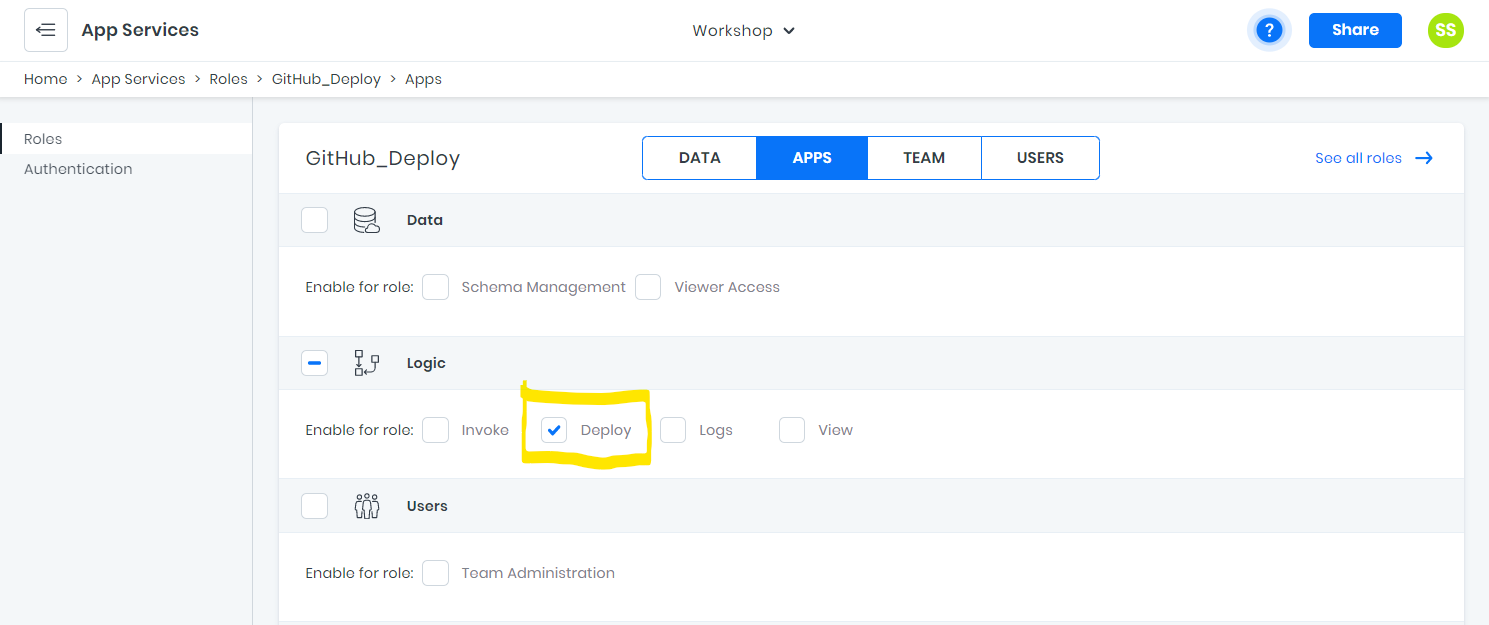 App Services
Workshop
?
Share
SS
Home > App Services > Roles > GitHub_Deploy > Apps
Roles
Authentication
GitHub_Deploy
DATA
APPS
TEAM
USERS
See all roles
Data
Enable for role: Schema Management Viewer Access
Logic
Enable for role: Invoke Deploy Logs View
Users
Enable for role: Team Administration